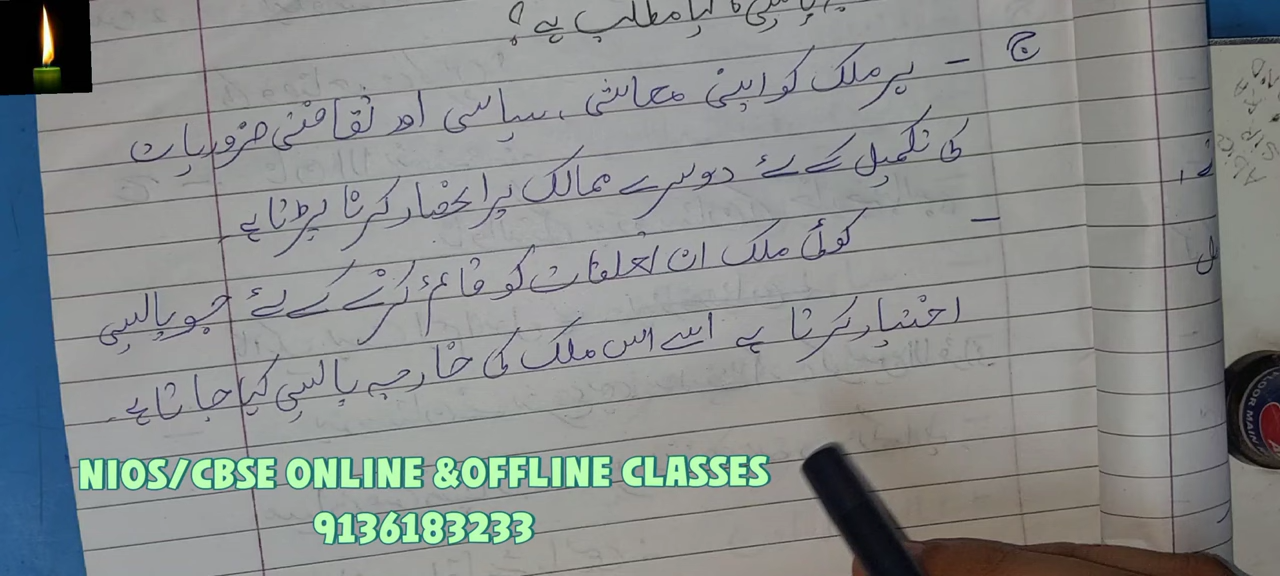 کا کیا مطلب ہے؟
ج - ہر ملک کو اپنی معاشی، سیاسی اور ثقافتی ضروریات
کی تکمیل کے لئے دوسرے ممالک پر انحصار کرنا پڑتا ہے
- کوئی ملک ان تعلقات کو قائم کرنے کے لئے جو پالیسی
اختیار کرتا ہے اسے اس ملک کی خارجہ پالیسی کہا جاتا ہے۔
NIOS/CBSE ONLINE &OFFLINE CLASSES
9136183233